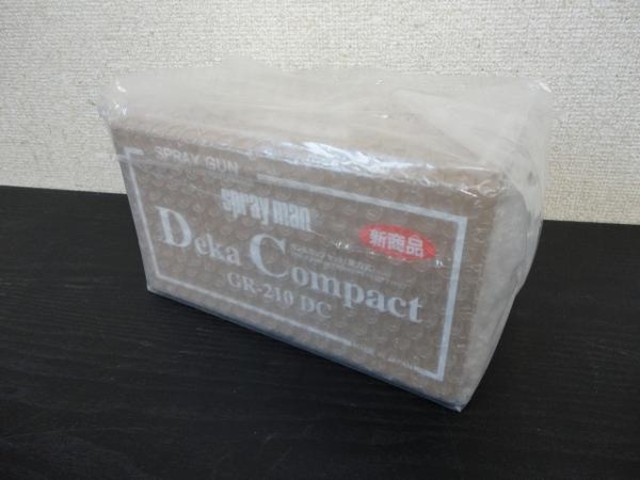 SPRAY GUN
Spray man
新商品
Deka Compact
GR-210 DC